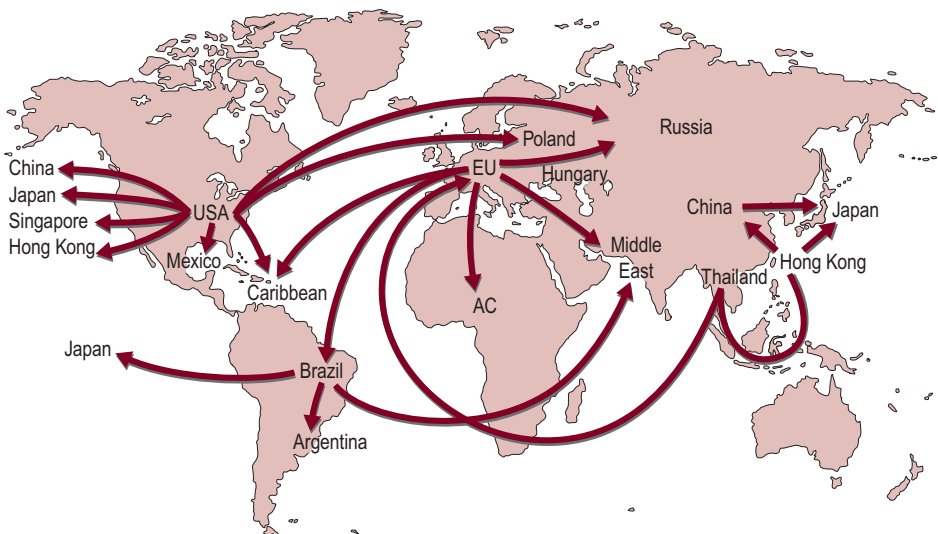 Russia
Poland
China
EU
Hungary
Japan
Singapore
USA
China
Japan
Hong Kong
Middle
East
Mexico
Hong Kong
Thailand
Caribbean
AC
Japan
Brazil
Argentina